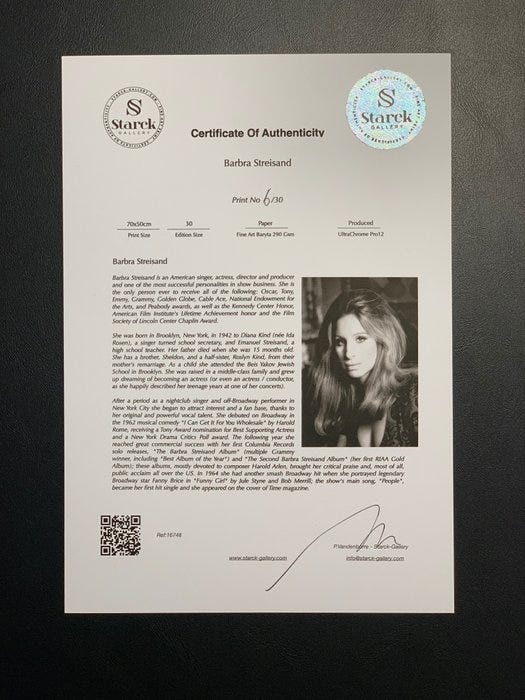 STARCK-GALLERY.COM
SS
Starck
GALLERY
SS
Starck
GALLERY
Certificate Of Authenticity
Barbra Streisand
Print No 6/30
70x50cm 30 Paper Produced
Print Size Edition Size Fine Art Baryta 290 Gsm UltraChrome Pro12
Barbra Streisand
Barbra Streisand is an American singer, actress, director and producer
and one of the most successful personalities in show business. She is
the only person ever to receive all of the following: Oscar, Tony,
Emmy, Grammy, Golden Globe, Cable Ace, National Endowment for
the Arts, and Peabody awards, as well as the Kennedy Center Honor,
American Film Institute's Lifetime Achievement honor and the Film
Society of Lincoln Center Chaplin Award.
She was born in Brooklyn, New York, in 1942 to Diana Kind (née Ida
Rosen), a singer turned school secretary, and Emanuel Streisand, a
high school teacher. Her father died when she was 15 months old.
She has a brother, Sheldon, and a half-sister, Roslyn Kind, from their
mother's remarriage. As a child she attended the Beis Yakov Jewish
School in Brooklyn. She was raised in a middle-class family and grew
up dreaming of becoming an actress (or even an actress / conductor,
as she happily described her teenage years at one of her concerts).
After a period as a nightclub singer and off-Broadway performer in
New York City she began to attract interest and a fan base, thanks to
her original and powerful vocal talent. She debuted on Broadway in
the 1962 musical comedy "I Can Get It For You Wholesale" by Harold
Rome, receiving a Tony Award nomination for Best Supporting Actress
and a New York Drama Critics Poll award. The following year she
reached great commercial success with her first Columbia Records
solo releases, "The Barbra Streisand Album" (multiple Grammy
winner, including "Best Album of the Year") and "The Second Barbra Streisand Album" (her first RIAA Gold
Album); these albums, mostly devoted to composer Harold Arlen, brought her critical praise and, most of all,
public acclaim all over the US. In 1964 she had another smash Broadway hit when she portrayed legendary
Broadway star Fanny Brice in "Funny Girl" by Jule Styne and Bob Merrill; the show's main song, "People",
became her first hit single and she appeared on the cover of Time magazine.
Ref:16748
P.Vandenborre - Starck-Gallery
www.starck-gallery.com info@starck-gallery.com